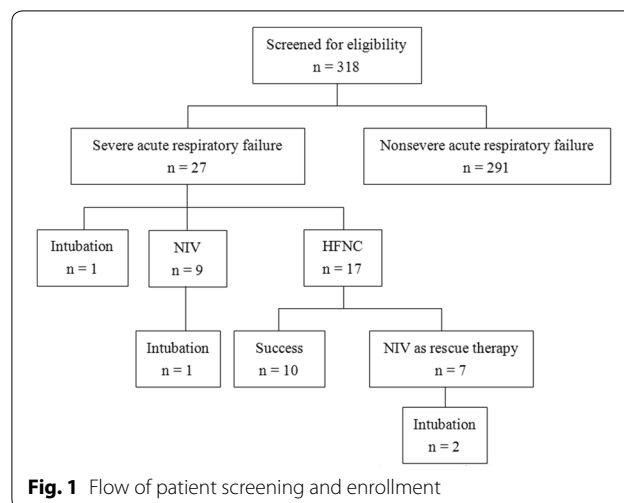 Screened for eligibility
n = 318
Severe acute respiratory failure
n = 27
Nonsevere acute respiratory failure
n = 291
Intubation
n = 1
NIV
n = 9
HFNC
n = 17
Intubation
n = 1
Success
n = 10
NIV as rescue therapy
n = 7
Intubation
n = 2
Fig. 1 Flow of patient screening and enrollment